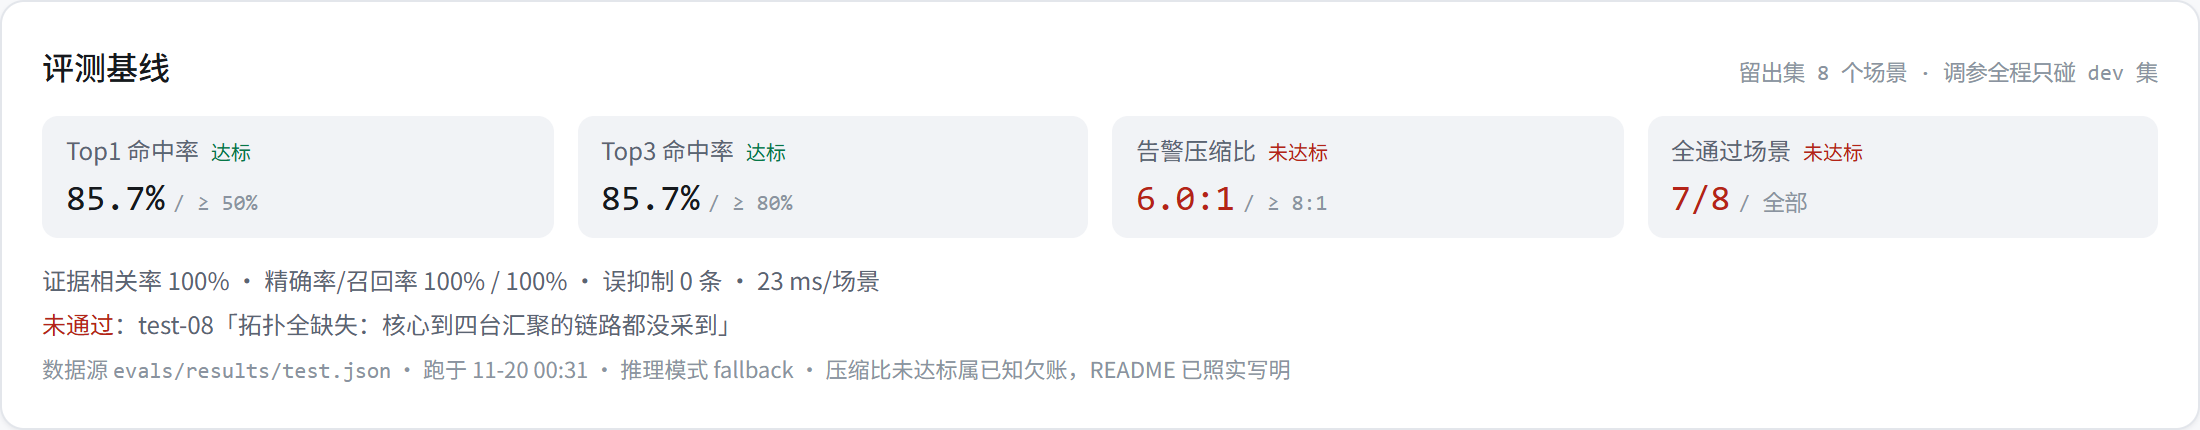 评测基线
留出集 8 个场景 · 调参全程只碰 dev 集
Top1 命中率 达标
85.7% / ≥ 50%
Top3 命中率 达标
85.7% / ≥ 80%
告警压缩比 未达标
6.0:1 / ≥ 8:1
全通过场景 未达标
7/8 / 全部
证据相关率 100% · 精确率/召回率 100% / 100% · 误抑制 0 条 · 23 ms/场景
未通过：test-08「拓扑全缺失：核心到四台汇聚的链路都没采到」
数据源 evals/results/test.json · 跑于 11-20 00:31 · 推理模式 fallback · 压缩比未达标属已知欠账，README 已照实写明